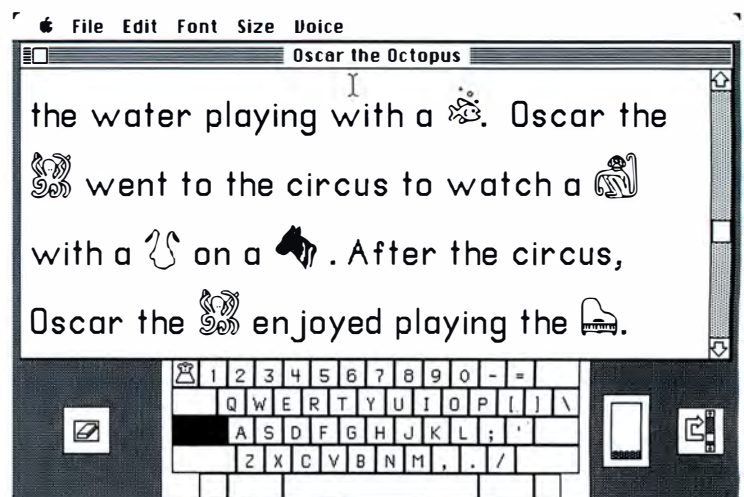 File Edit Font Size Voice
Oscar the Octopus
the water playing with a . Oscar the
went to the circus to watch a
with a on a . After the circus,
Oscar the enjoyed playing the .
1 2 3 4 5 6 7 8 9 0 - =
Q W E R T Y U I O P [ ] \
A S D F G H J K L ; '
Z X C V B N M , . /